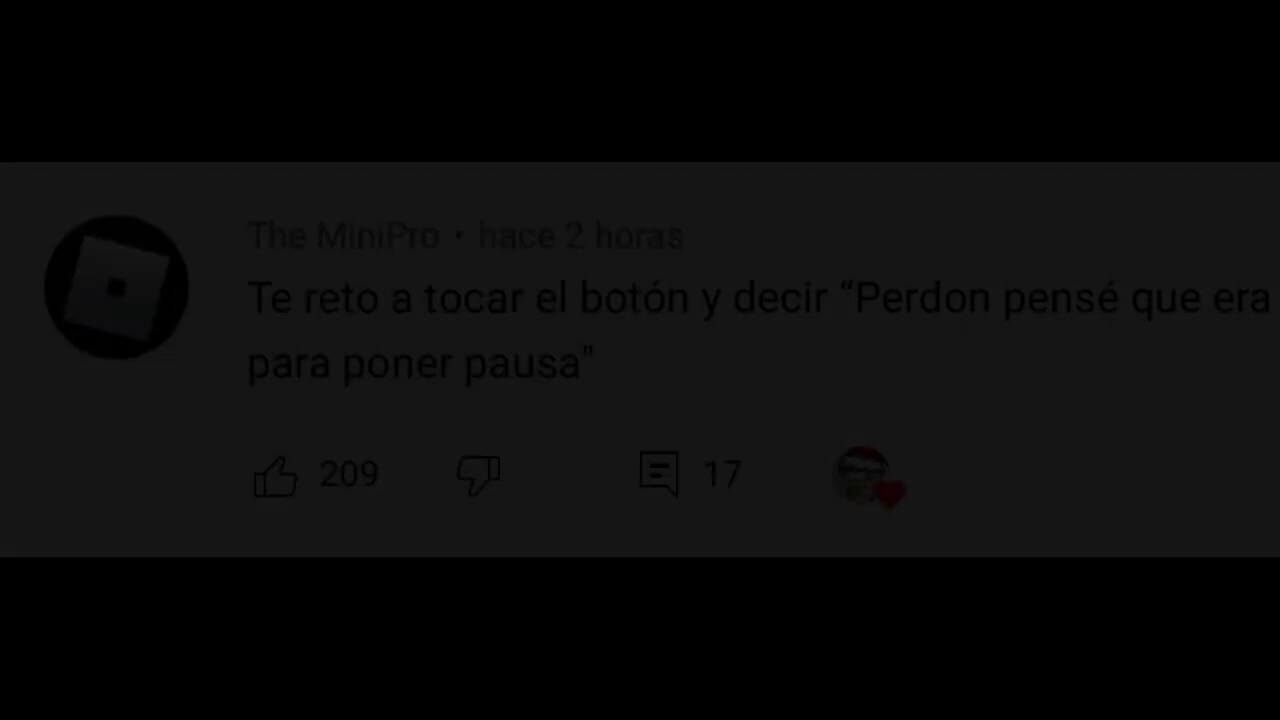 The MiniPro • hace 2 horas
Te reto a tocar el botón y decir “Perdon pensé que era
para poner pausa”
209 17